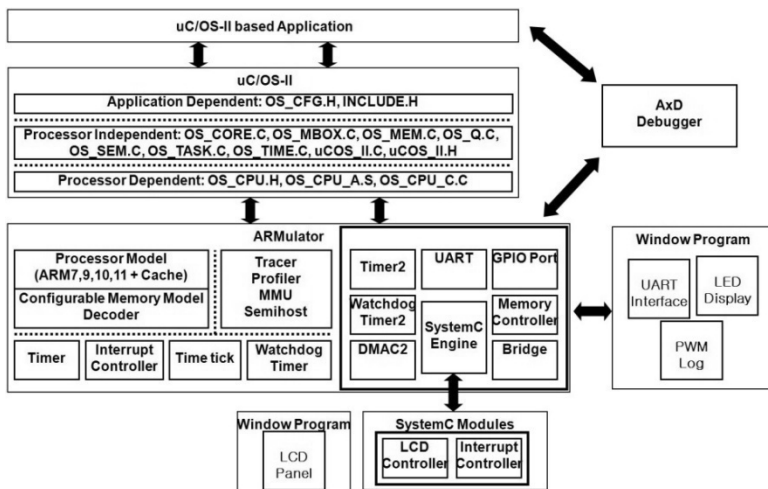 uC/OS-II based Application
uC/OS-II
Application Dependent: OS_CFG.H, INCLUDE.H
Processor Independent: OS_CORE.C, OS_MBOX.C, OS_MEM.C, OS_Q.C,
OS_SEM.C, OS_TASK.C, OS_TIME.C, uCOS_II.C, uCOS_II.H
Processor Dependent: OS_CPU.H, OS_CPU_A.S, OS_CPU_C.C
AxD
Debugger
ARMulator
Processor Model
(ARM7,9,10,11 + Cache)
Configurable Memory Model
Decoder
Tracer
Profiler
MMU
Semihost
Timer
Interrupt
Controller
Time tick
Watchdog
Timer
Timer2
UART
GPIO Port
Watchdog
Timer2
SystemC
Engine
Memory
Controller
DMAC2
Bridge
Window Program
UART
Interface
LED
Display
PWM
Log
Window Program
LCD
Panel
SystemC Modules
LCD
Controller
Interrupt
Controller